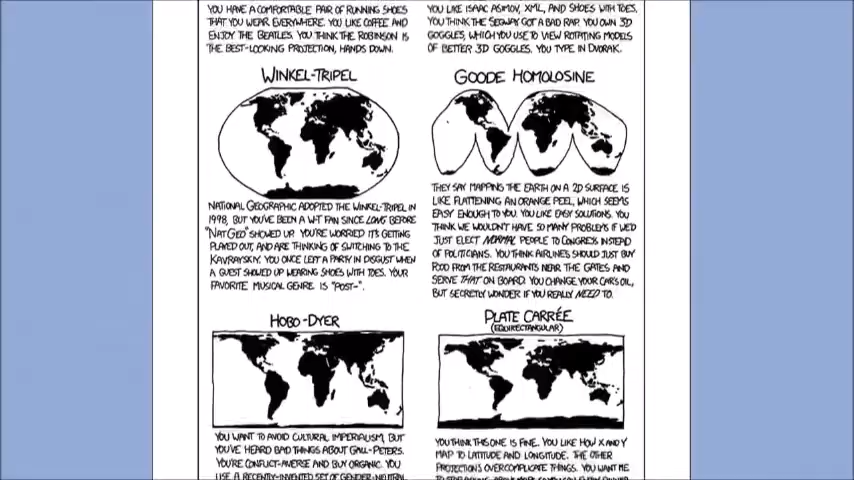 YOU HAVE A COMFORTABLE PAIR OF RUNNING SHOES
THAT YOU WEAR EVERYWHERE. YOU LIKE COFFEE AND
ENJOY THE BEATLES. YOU THINK THE ROBINSON IS
THE BEST-LOOKING PROJECTION, HANDS DOWN.
YOU LIKE ISAAC ASIMOV, XML, AND SHOES WITH TOES.
YOU THINK THE SEGWAY GOT A BAD RAP. YOU OWN 3D
GOGGLES, WHICH YOU USE TO VIEW ROTATING MODELS
OF BETTER 3D GOGGLES. YOU TYPE IN DVORAK.
WINKEL-TRIPEL
NATIONAL GEOGRAPHIC ADOPTED THE WINKEL-TRIPEL IN
1998, BUT YOU'VE BEEN A W-T FAN SINCE LONG BEFORE
"NAT GEO" SHOWED UP. YOU'RE WORRIED IT'S GETTING
PLAYED OUT, AND ARE THINKING OF SWITCHING TO THE
KAVRAYSKIY. YOU ONCE LEFT A PARTY IN DISGUST WHEN
A GUEST SHOWED UP WEARING SHOES WITH TOES. YOUR
FAVORITE MUSICAL GENRE IS "POST-".
GOODE HOMOLOSINE
THEY SAY MAPPING THE EARTH ON A 2D SURFACE IS
LIKE FLATTENING AN ORANGE PEEL, WHICH SEEMS
EASY ENOUGH TO YOU. YOU LIKE EASY SOLUTIONS. YOU
THINK WE WOULDN'T HAVE SO MANY PROBLEMS IF WE'D
JUST ELECT NORMAL PEOPLE TO CONGRESS INSTEAD
OF POLITICIANS. YOU THINK AIRLINES SHOULD JUST BUY
FOOD FROM THE RESTAURANTS NEAR THE GATES AND
SERVE THAT ON BOARD. YOU CHANGE YOUR CAR'S OIL,
BUT SECRETLY WONDER IF YOU REALLY NEED TO.
HOBO-DYER
YOU WANT TO AVOID CULTURAL IMPERIALISM, BUT
YOU'VE HEARD BAD THINGS ABOUT GALL-PETERS.
YOU'RE CONFLICT-AVERSE AND BUY ORGANIC. YOU
USE A RECENTLY-INVENTED SET OF GENDER-NEUTRAL
PLATE CARRÉE
(EQUIRECTANGULAR)
YOU THINK THIS ONE IS FINE. YOU LIKE HOW X AND Y
MAP TO LATITUDE AND LONGITUDE. THE OTHER
PROJECTIONS OVERCOMPLICATE THINGS. YOU WANT ME